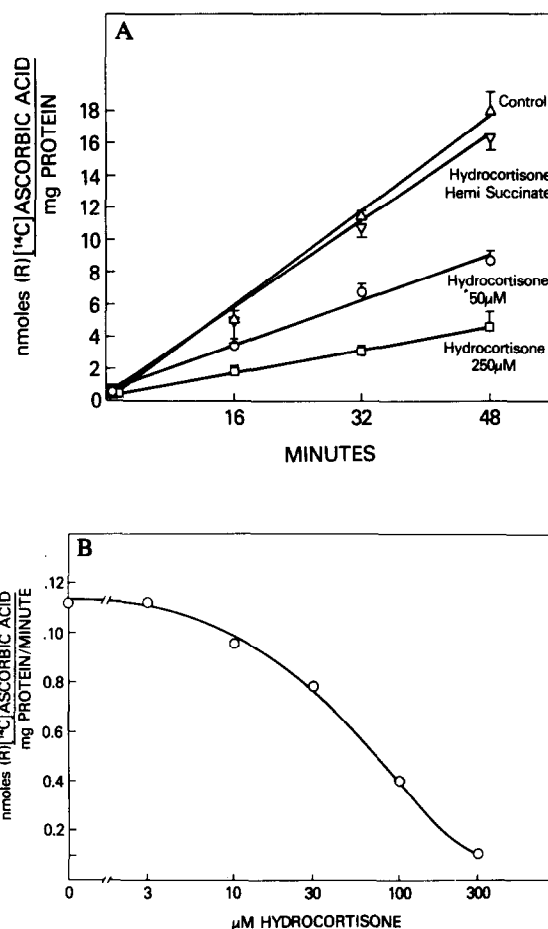 A
nmoles (R)[¹⁴C] ASCORBIC ACID
mg PROTEIN
18
16
14
12
10
8
6
4
2
0
Control
Hydrocortisone
Hemi Succinate
Hydrocortisone
50µM
Hydrocortisone
250µM
16
32
48
MINUTES
B
nmoles (R)[¹⁴C] ASCORBIC ACID
mg PROTEIN/MINUTE
.12
.10
0.8
0.6
0.4
0.2
0
3
10
30
100
300
µM HYDROCORTISONE